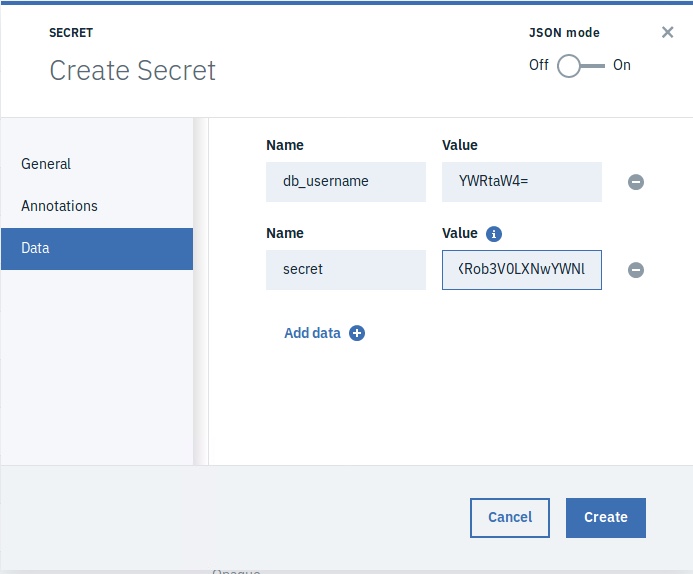 SECRET
JSON mode
Create Secret
Off
On
General
Annotations
Data
Name
Value
db_username
YWRtaW4=
Name
Value
secret
Rob3V0LXNwYWNl
Add data
Cancel
Create
Opaque